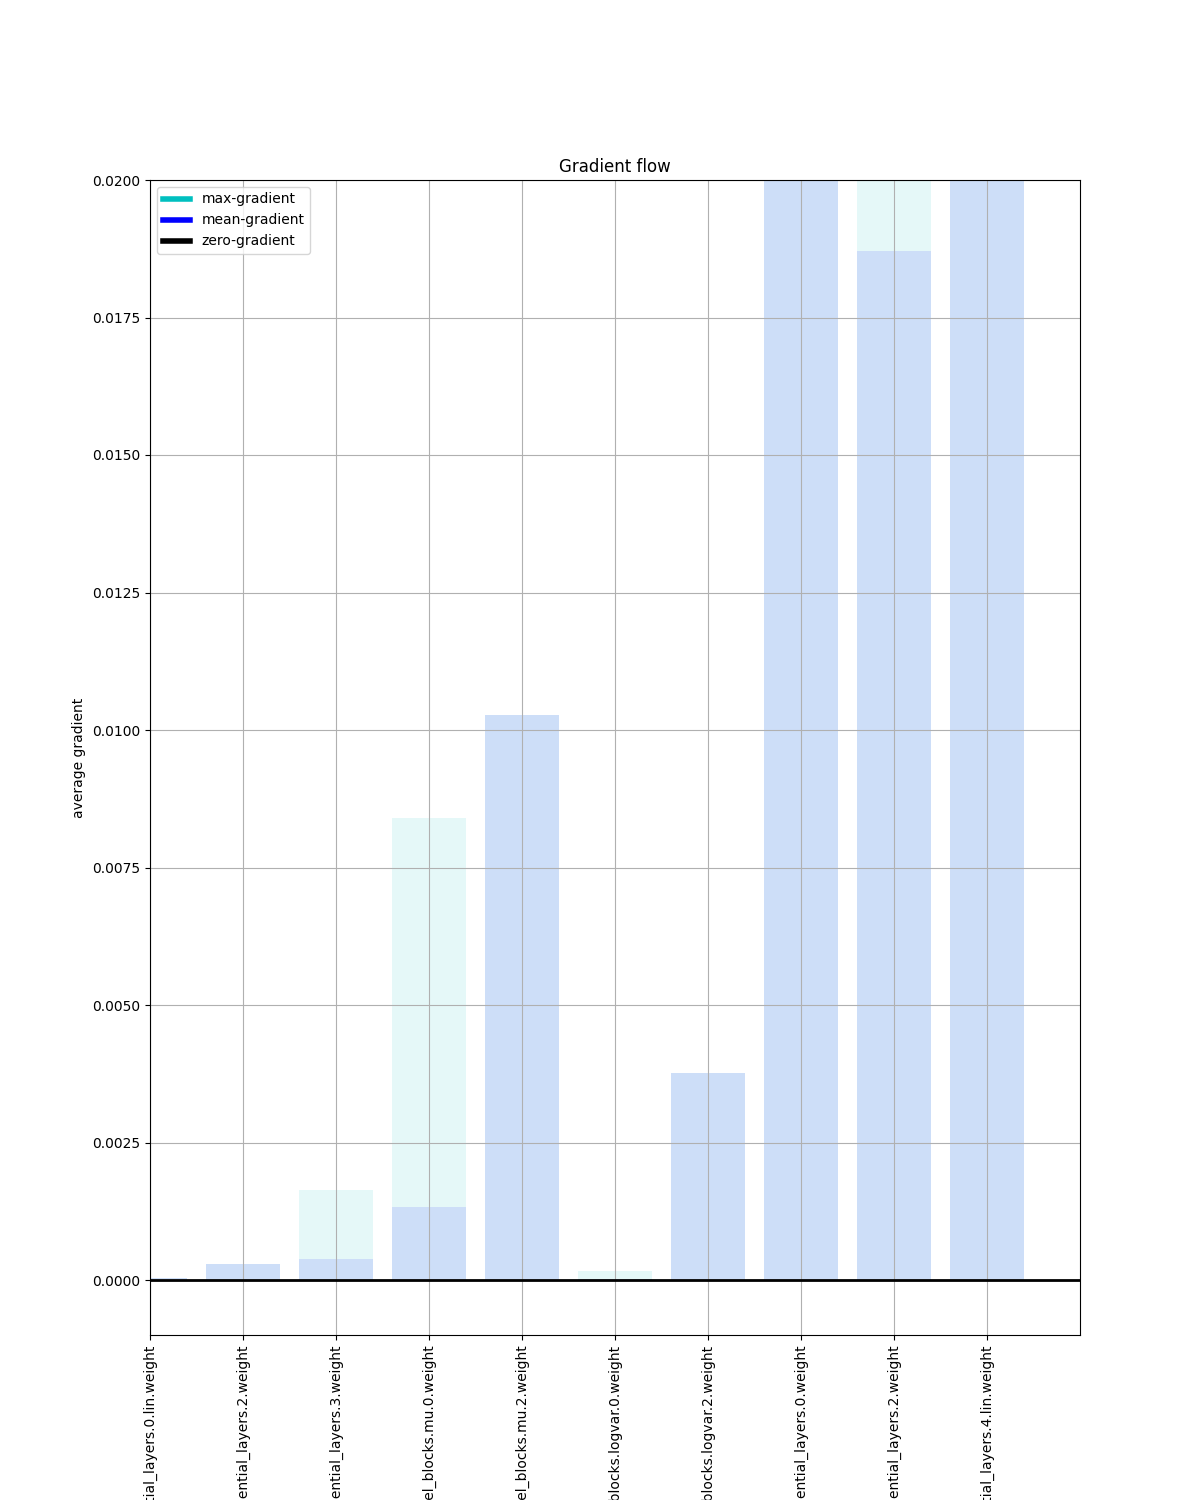 Gradient flow
max-gradient
mean-gradient
zero-gradient
0.0200
0.0175
0.0150
0.0125
0.0100
0.0075
0.0050
0.0025
0.0000
average gradient
tial_layers.0.lin.weight
ential_layers.2.weight
ential_layers.3.weight
el_blocks.mu.0.weight
el_blocks.mu.2.weight
blocks.logvar.0.weight
blocks.logvar.2.weight
ential_layers.0.weight
ential_layers.2.weight
tial_layers.4.lin.weight